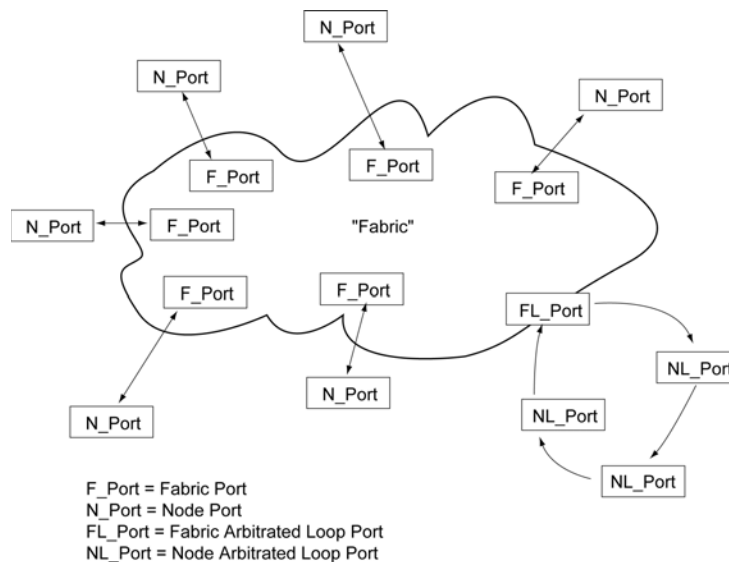 N_Port
N_Port
N_Port
F_Port
F_Port
F_Port
N_Port
F_Port
"Fabric"
F_Port
F_Port
FL_Port
NL_Port
N_Port
NL_Port
N_Port
NL_Port
F_Port = Fabric Port
N_Port = Node Port
FL_Port = Fabric Arbitrated Loop Port
NL_Port = Node Arbitrated Loop Port